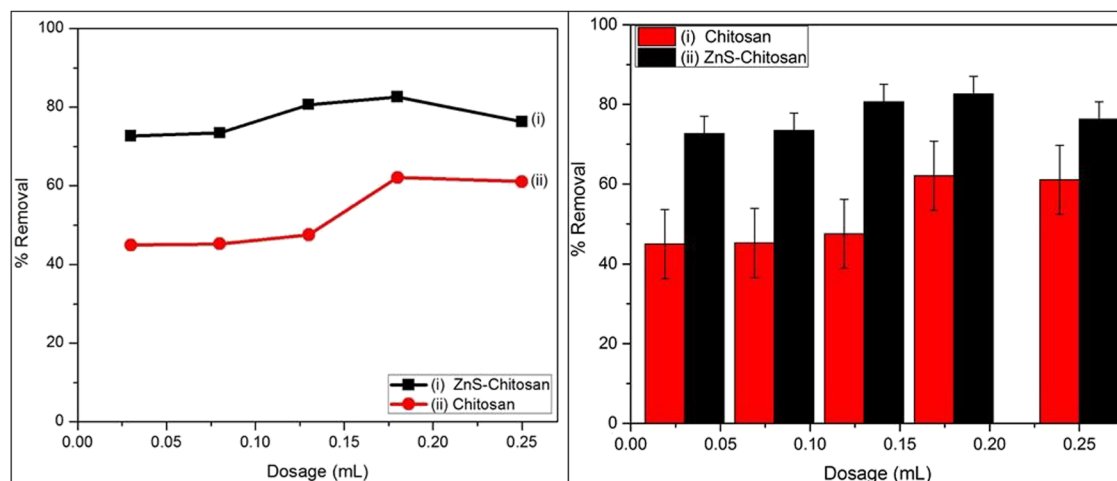 80
60
40
20
0
% Removal
(i)
(ii)
(i) ZnS-Chitosan
(ii) Chitosan
0.00 0.05 0.10 0.15 0.20 0.25
Dosage (mL)
(i) Chitosan
(ii) ZnS-Chitosan
100
80
60
40
20
0
% Removal
0.00 0.05 0.10 0.15 0.20 0.25
Dosage (mL)